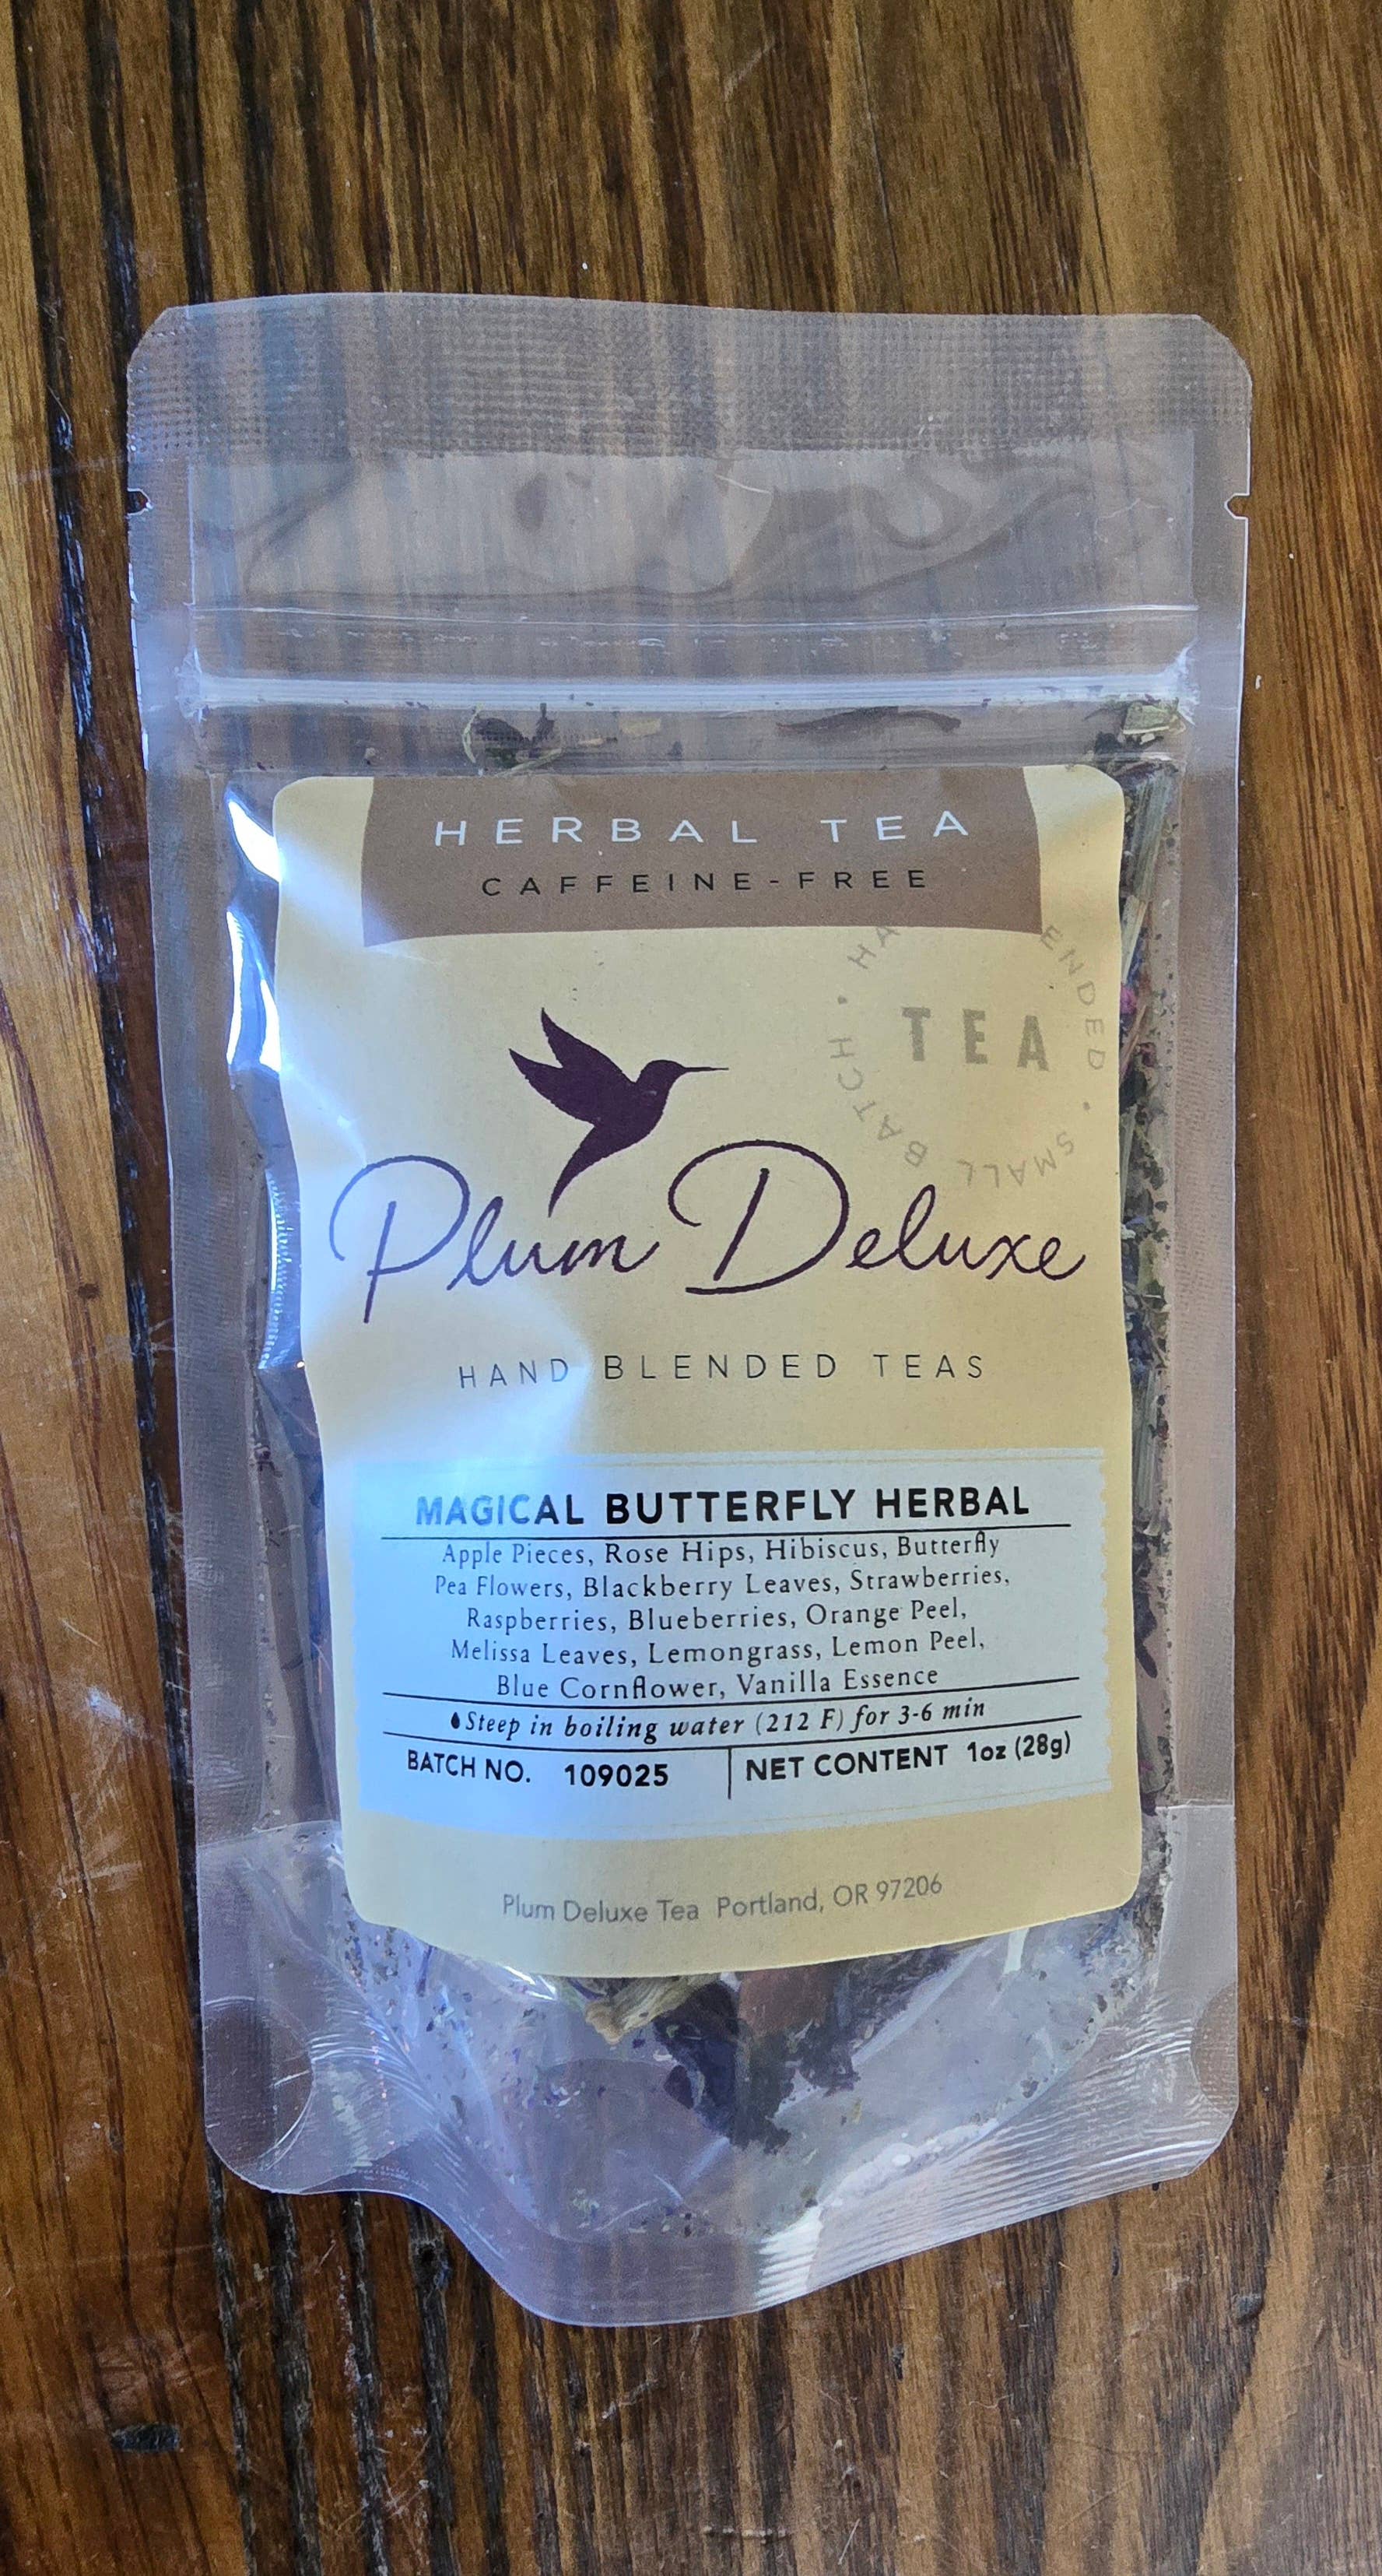 HERBAL TEA
CAFFEINE-FREE
TEA
ENDED • SMALL BATCH • HA
Plum Deluxe
HAND BLENDED TEAS
MAGICAL BUTTERFLY HERBAL
Apple Pieces, Rose Hips, Hibiscus, Butterfly
Pea Flowers, Blackberry Leaves, Strawberries,
Raspberries, Blueberries, Orange Peel,
Melissa Leaves, Lemongrass, Lemon Peel,
Blue Cornflower, Vanilla Essence
Steep in boiling water (212 F) for 3-6 min
BATCH NO. 109025
NET CONTENT 1oz (28g)
Plum Deluxe Tea Portland, OR 97206